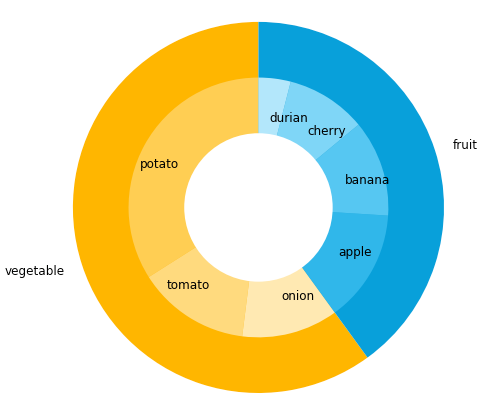 durian
cherry
fruit
potato
banana
apple
vegetable
tomato
onion